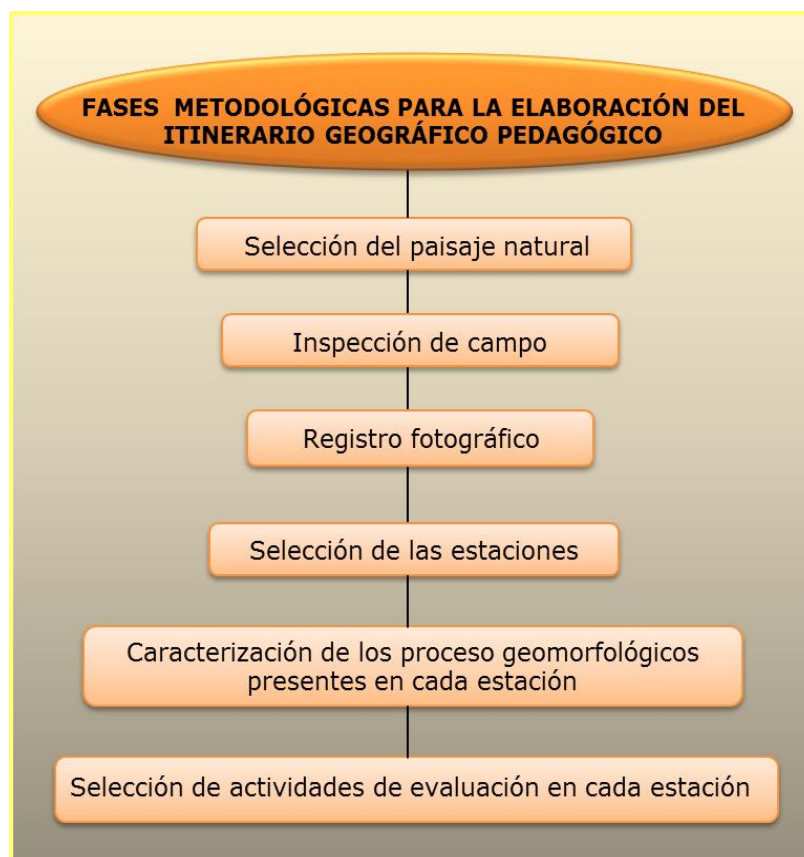 FASES METODOLÓGICAS PARA LA ELABORACIÓN DEL
ITINERARIO GEOGRÁFICO PEDAGÓGICO
Selección del paisaje natural
Inspección de campo
Registro fotográfico
Selección de las estaciones
Caracterización de los proceso geomorfológicos
presentes en cada estación
Selección de actividades de evaluación en cada estación